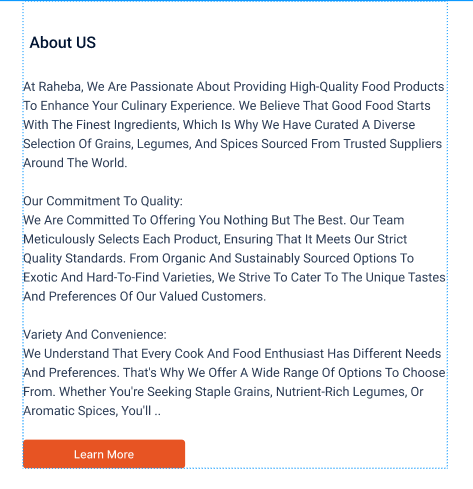 About US
At Raheba, We Are Passionate About Providing High-Quality Food Products
To Enhance Your Culinary Experience. We Believe That Good Food Starts
With The Finest Ingredients, Which Is Why We Have Curated A Diverse
Selection Of Grains, Legumes, And Spices Sourced From Trusted Suppliers
Around The World.
Our Commitment To Quality:
We Are Committed To Offering You Nothing But The Best. Our Team
Meticulously Selects Each Product, Ensuring That It Meets Our Strict
Quality Standards. From Organic And Sustainably Sourced Options To
Exotic And Hard-To-Find Varieties, We Strive To Cater To The Unique Tastes
And Preferences Of Our Valued Customers.
Variety And Convenience:
We Understand That Every Cook And Food Enthusiast Has Different Needs
And Preferences. That's Why We Offer A Wide Range Of Options To Choose
From. Whether You're Seeking Staple Grains, Nutrient-Rich Legumes, Or
Aromatic Spices, You'll ..
Learn More